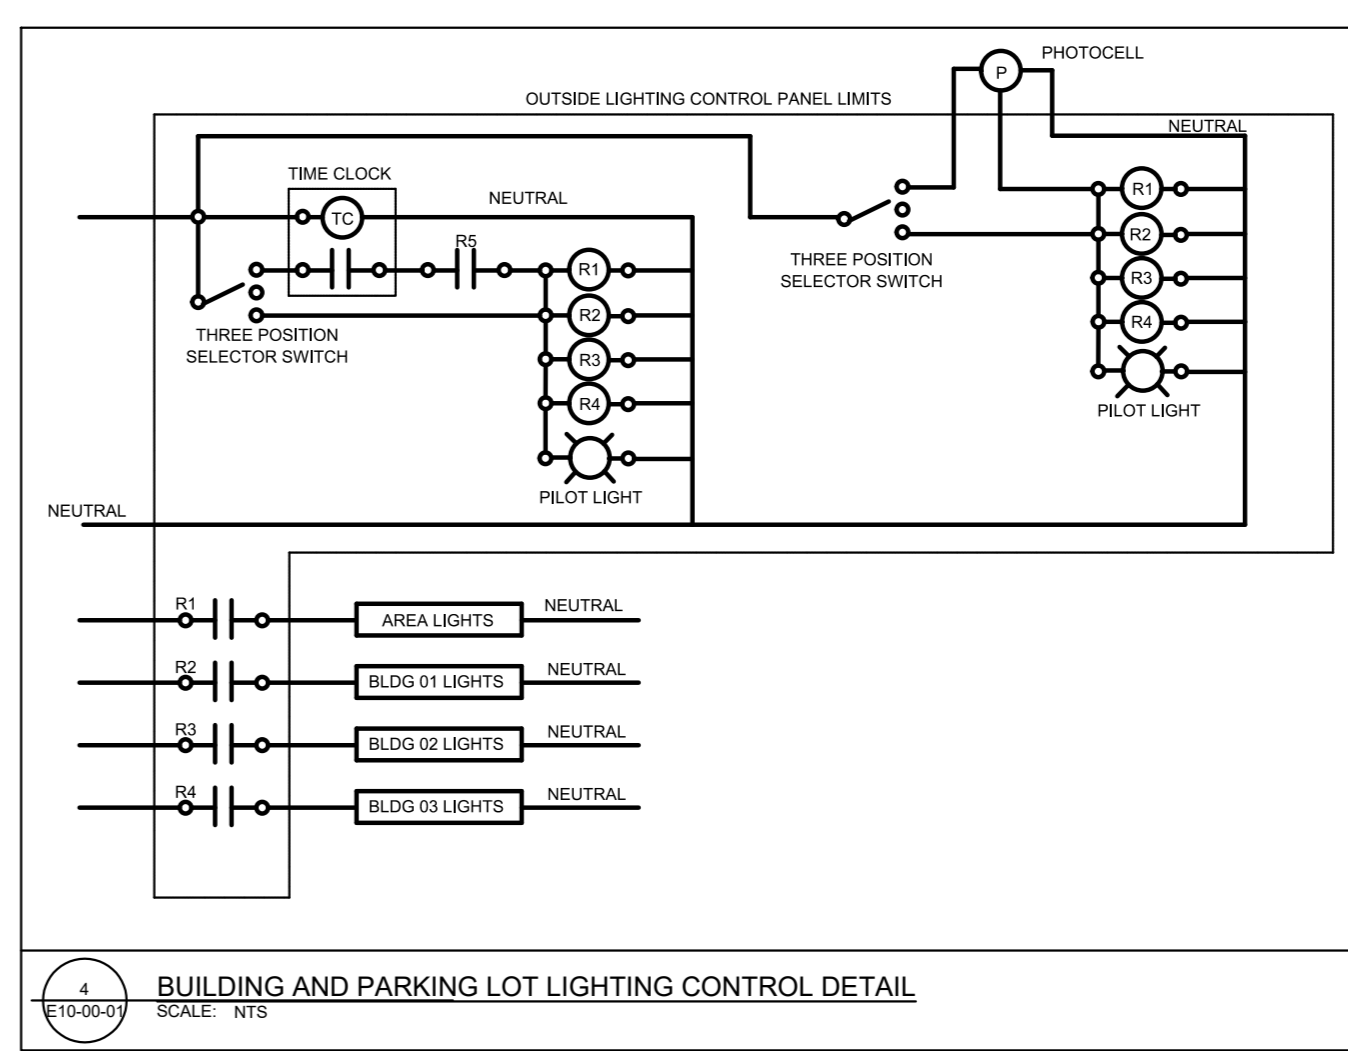 PHOTOCELL
P
OUTSIDE LIGHTING CONTROL PANEL LIMITS
NEUTRAL
TIME CLOCK
NEUTRAL
TC
R5
R1
R2
R3
R4
PILOT LIGHT
THREE POSITION
SELECTOR SWITCH
THREE POSITION
SELECTOR SWITCH
R1
R2
R3
R4
PILOT LIGHT
NEUTRAL
R1
AREA LIGHTS
NEUTRAL
R2
BLDG 01 LIGHTS
NEUTRAL
R3
BLDG 02 LIGHTS
NEUTRAL
R4
BLDG 03 LIGHTS
NEUTRAL
4
E10-00-01
BUILDING AND PARKING LOT LIGHTING CONTROL DETAIL
SCALE: NTS